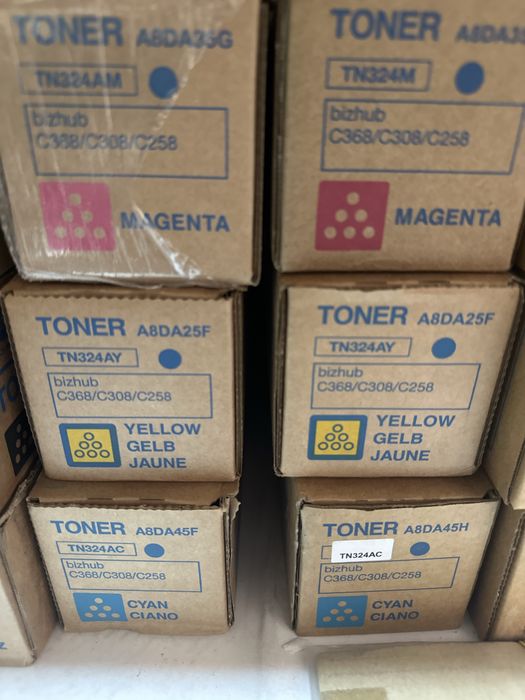 TONER A8DA35G
TN324AM
bizhub
C368/C308/C258
MAGENTA
TONER A8DA3
TN324M
bizhub
C368/C308/C258
MAGENTA
TONER A8DA25F
TN324AY
bizhub
C368/C308/C258
YELLOW
GELB
JAUNE
TONER A8DA25F
TN324AY
bizhub
C368/C308/C258
YELLOW
GELB
JAUNE
TONER A8DA45F
TN324AC
bizhub
C368/C308/C258
CYAN
CIANO
TONER A8DA45H
TN324AC
bizhub
C368/C308/C258
CYAN
CIANO